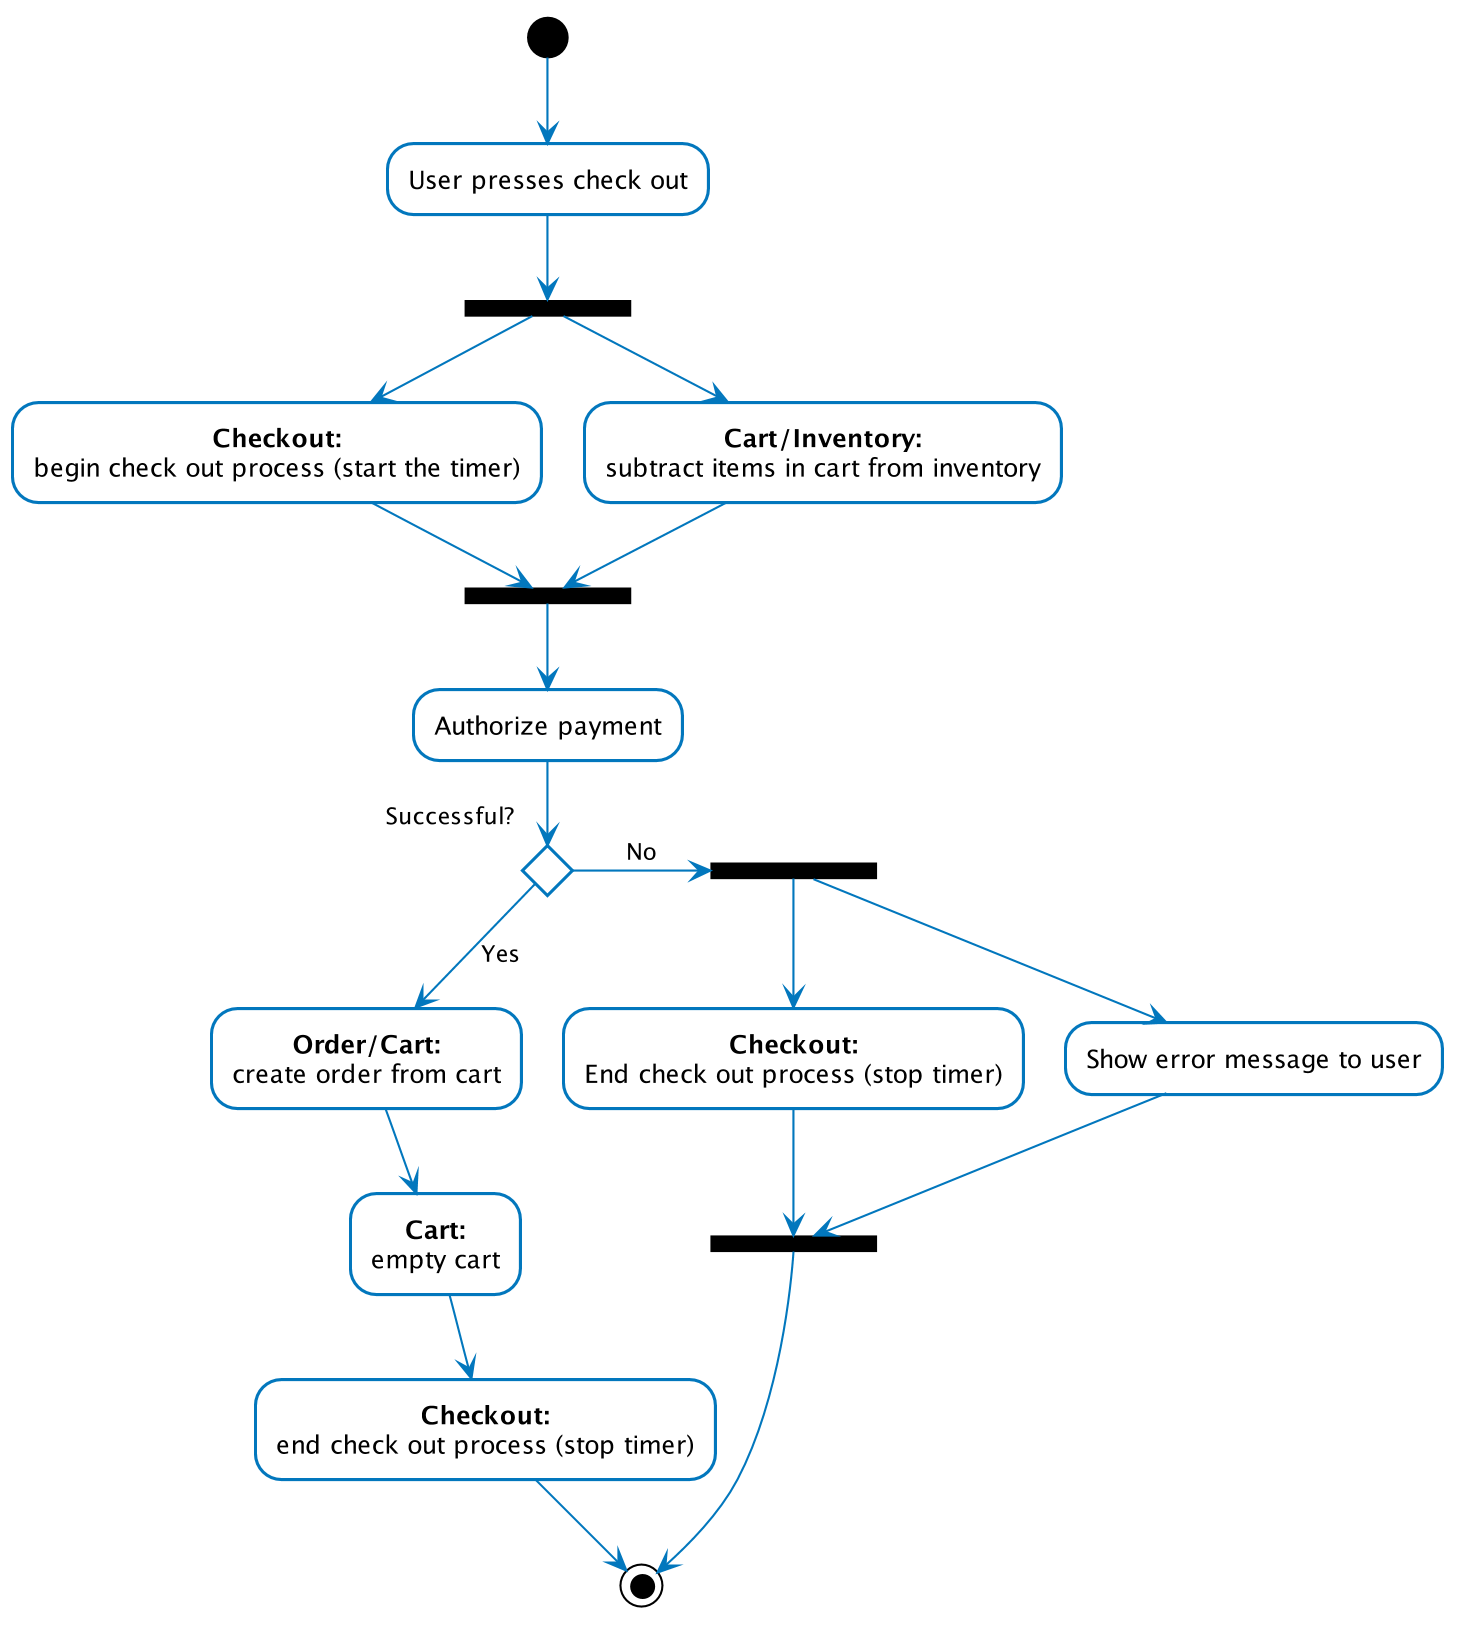 User presses check out
Checkout:
begin check out process (start the timer)
Cart/Inventory:
subtract items in cart from inventory
Authorize payment
Successful?
No
Yes
Order/Cart:
create order from cart
Checkout:
End check out process (stop timer)
Show error message to user
Cart:
empty cart
Checkout:
end check out process (stop timer)